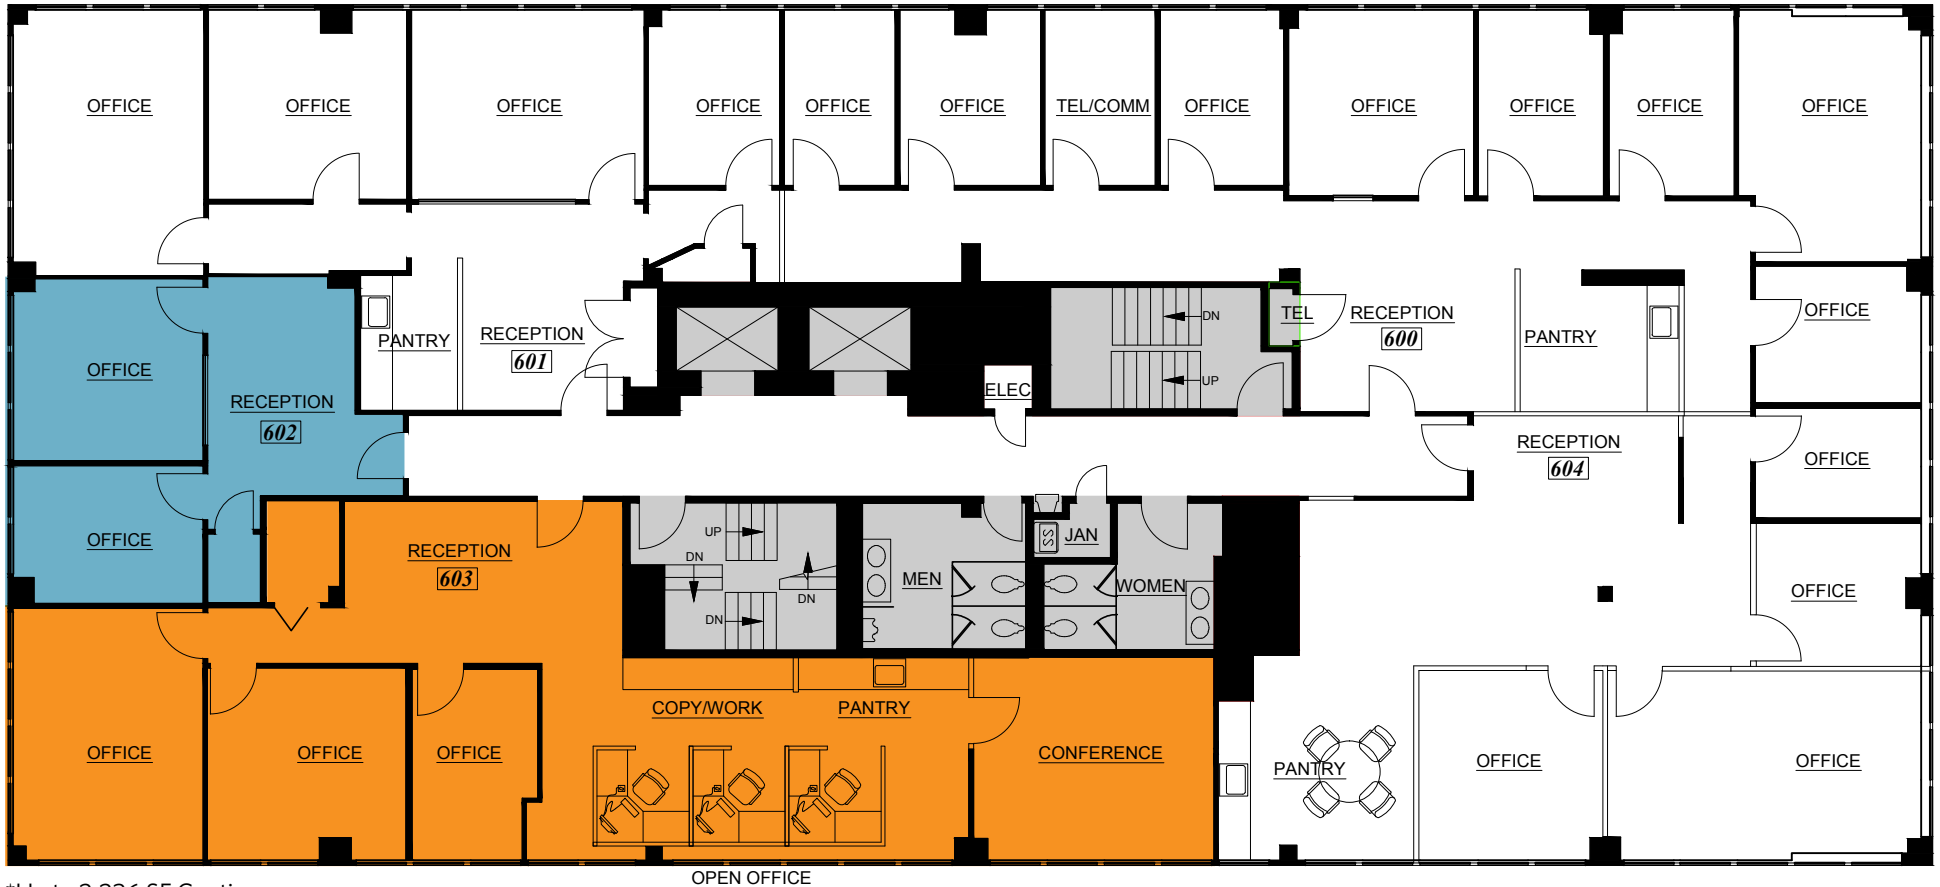 OFFICE OFFICE OFFICE OFFICE OFFICE OFFICE TEL/COMM OFFICE OFFICE OFFICE OFFICE OFFICE
OFFICE
TEL
RECEPTION
600
DN
PANTRY
RECEPTION
601
PANTRY
OFFICE
UP
ELEC
RECEPTION
602
RECEPTION
604
OFFICE
OFFICE
UP
JAN
RECEPTION
603
DN
MEN
WOMEN
OFFICE
DN
DN
COPY/WORK
PANTRY
OFFICE
OFFICE
OFFICE
CONFERENCE
PANTRY
OFFICE
OFFICE
OPEN OFFICE